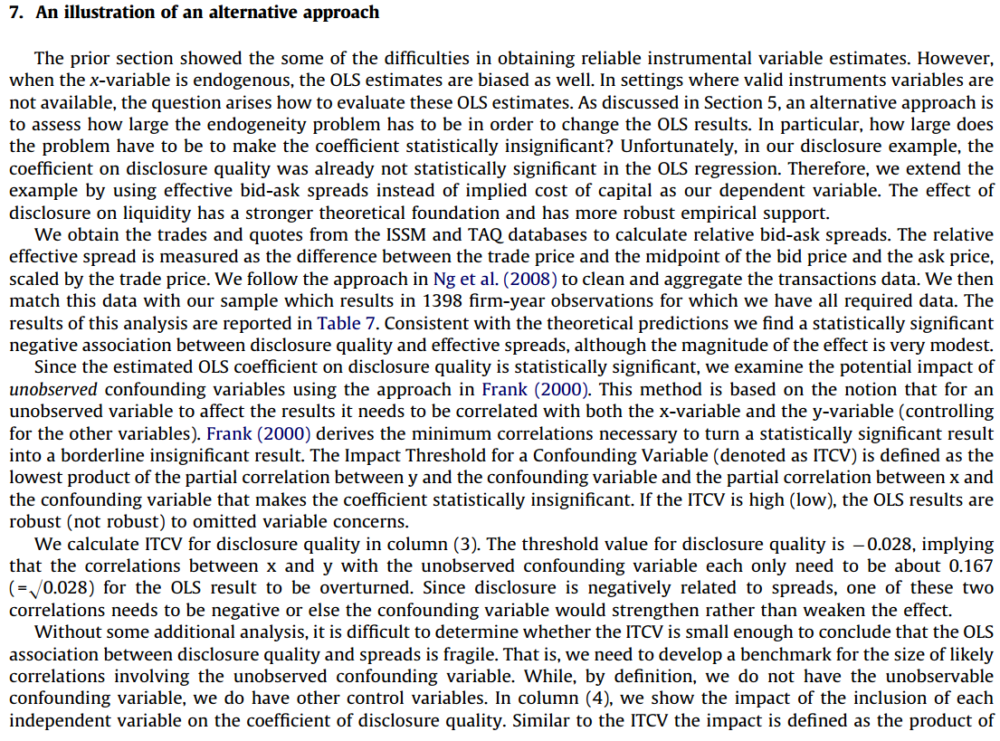 7. An illustration of an alternative approach
The prior section showed the some of the difficulties in obtaining reliable instrumental variable estimates. However,
when the x-variable is endogenous, the OLS estimates are biased as well. In settings where valid instruments variables are
not available, the question arises how to evaluate these OLS estimates. As discussed in Section 5, an alternative approach is
to assess how large the endogeneity problem has to be in order to change the OLS results. In particular, how large does
the problem have to be to make the coefficient statistically insignificant? Unfortunately, in our disclosure example, the
coefficient on disclosure quality was already not statistically significant in the OLS regression. Therefore, we extend the
example by using effective bid-ask spreads instead of implied cost of capital as our dependent variable. The effect of
disclosure on liquidity has a stronger theoretical foundation and has more robust empirical support.
We obtain the trades and quotes from the ISSM and TAQ databases to calculate relative bid-ask spreads. The relative
effective spread is measured as the difference between the trade price and the midpoint of the bid price and the ask price,
scaled by the trade price. We follow the approach in Ng et al. (2008) to clean and aggregate the transactions data. We then
match this data with our sample which results in 1398 firm-year observations for which we have all required data. The
results of this analysis are reported in Table 7. Consistent with the theoretical predictions we find a statistically significant
negative association between disclosure quality and effective spreads, although the magnitude of the effect is very modest.
Since the estimated OLS coefficient on disclosure quality is statistically significant, we examine the potential impact of
unobserved confounding variables using the approach in Frank (2000). This method is based on the notion that for an
unobserved variable to affect the results it needs to be correlated with both the x-variable and the y-variable (controlling
for the other variables). Frank (2000) derives the minimum correlations necessary to turn a statistically significant result
into a borderline insignificant result. The Impact Threshold for a Confounding Variable (denoted as ITCV) is defined as the
lowest product of the partial correlation between y and the confounding variable and the partial correlation between x and
the confounding variable that makes the coefficient statistically insignificant. If the ITCV is high (low), the OLS results are
robust (not robust) to omitted variable concerns.
We calculate ITCV for disclosure quality in column (3). The threshold value for disclosure quality is −0.028, implying
that the correlations between x and y with the unobserved confounding variable each only need to be about 0.167
(=√0.028) for the OLS result to be overturned. Since disclosure is negatively related to spreads, one of these two
correlations needs to be negative or else the confounding variable would strengthen rather than weaken the effect.
Without some additional analysis, it is difficult to determine whether the ITCV is small enough to conclude that the OLS
association between disclosure quality and spreads is fragile. That is, we need to develop a benchmark for the size of likely
correlations involving the unobserved confounding variable. While, by definition, we do not have the unobservable
confounding variable, we do have other control variables. In column (4), we show the impact of the inclusion of each
independent variable on the coefficient of disclosure quality. Similar to the ITCV the impact is defined as the product of